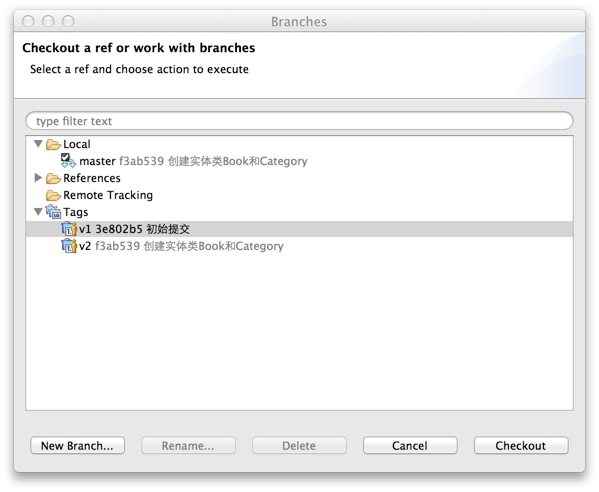 Branches
Checkout a ref or work with branches
Select a ref and choose action to execute
type filter text
Local
master f3ab539 创建实体类Book和Category
References
Remote Tracking
Tags
v1 3e802b5 初始提交
v2 f3ab539 创建实体类Book和Category
New Branch... Rename... Delete Cancel Checkout